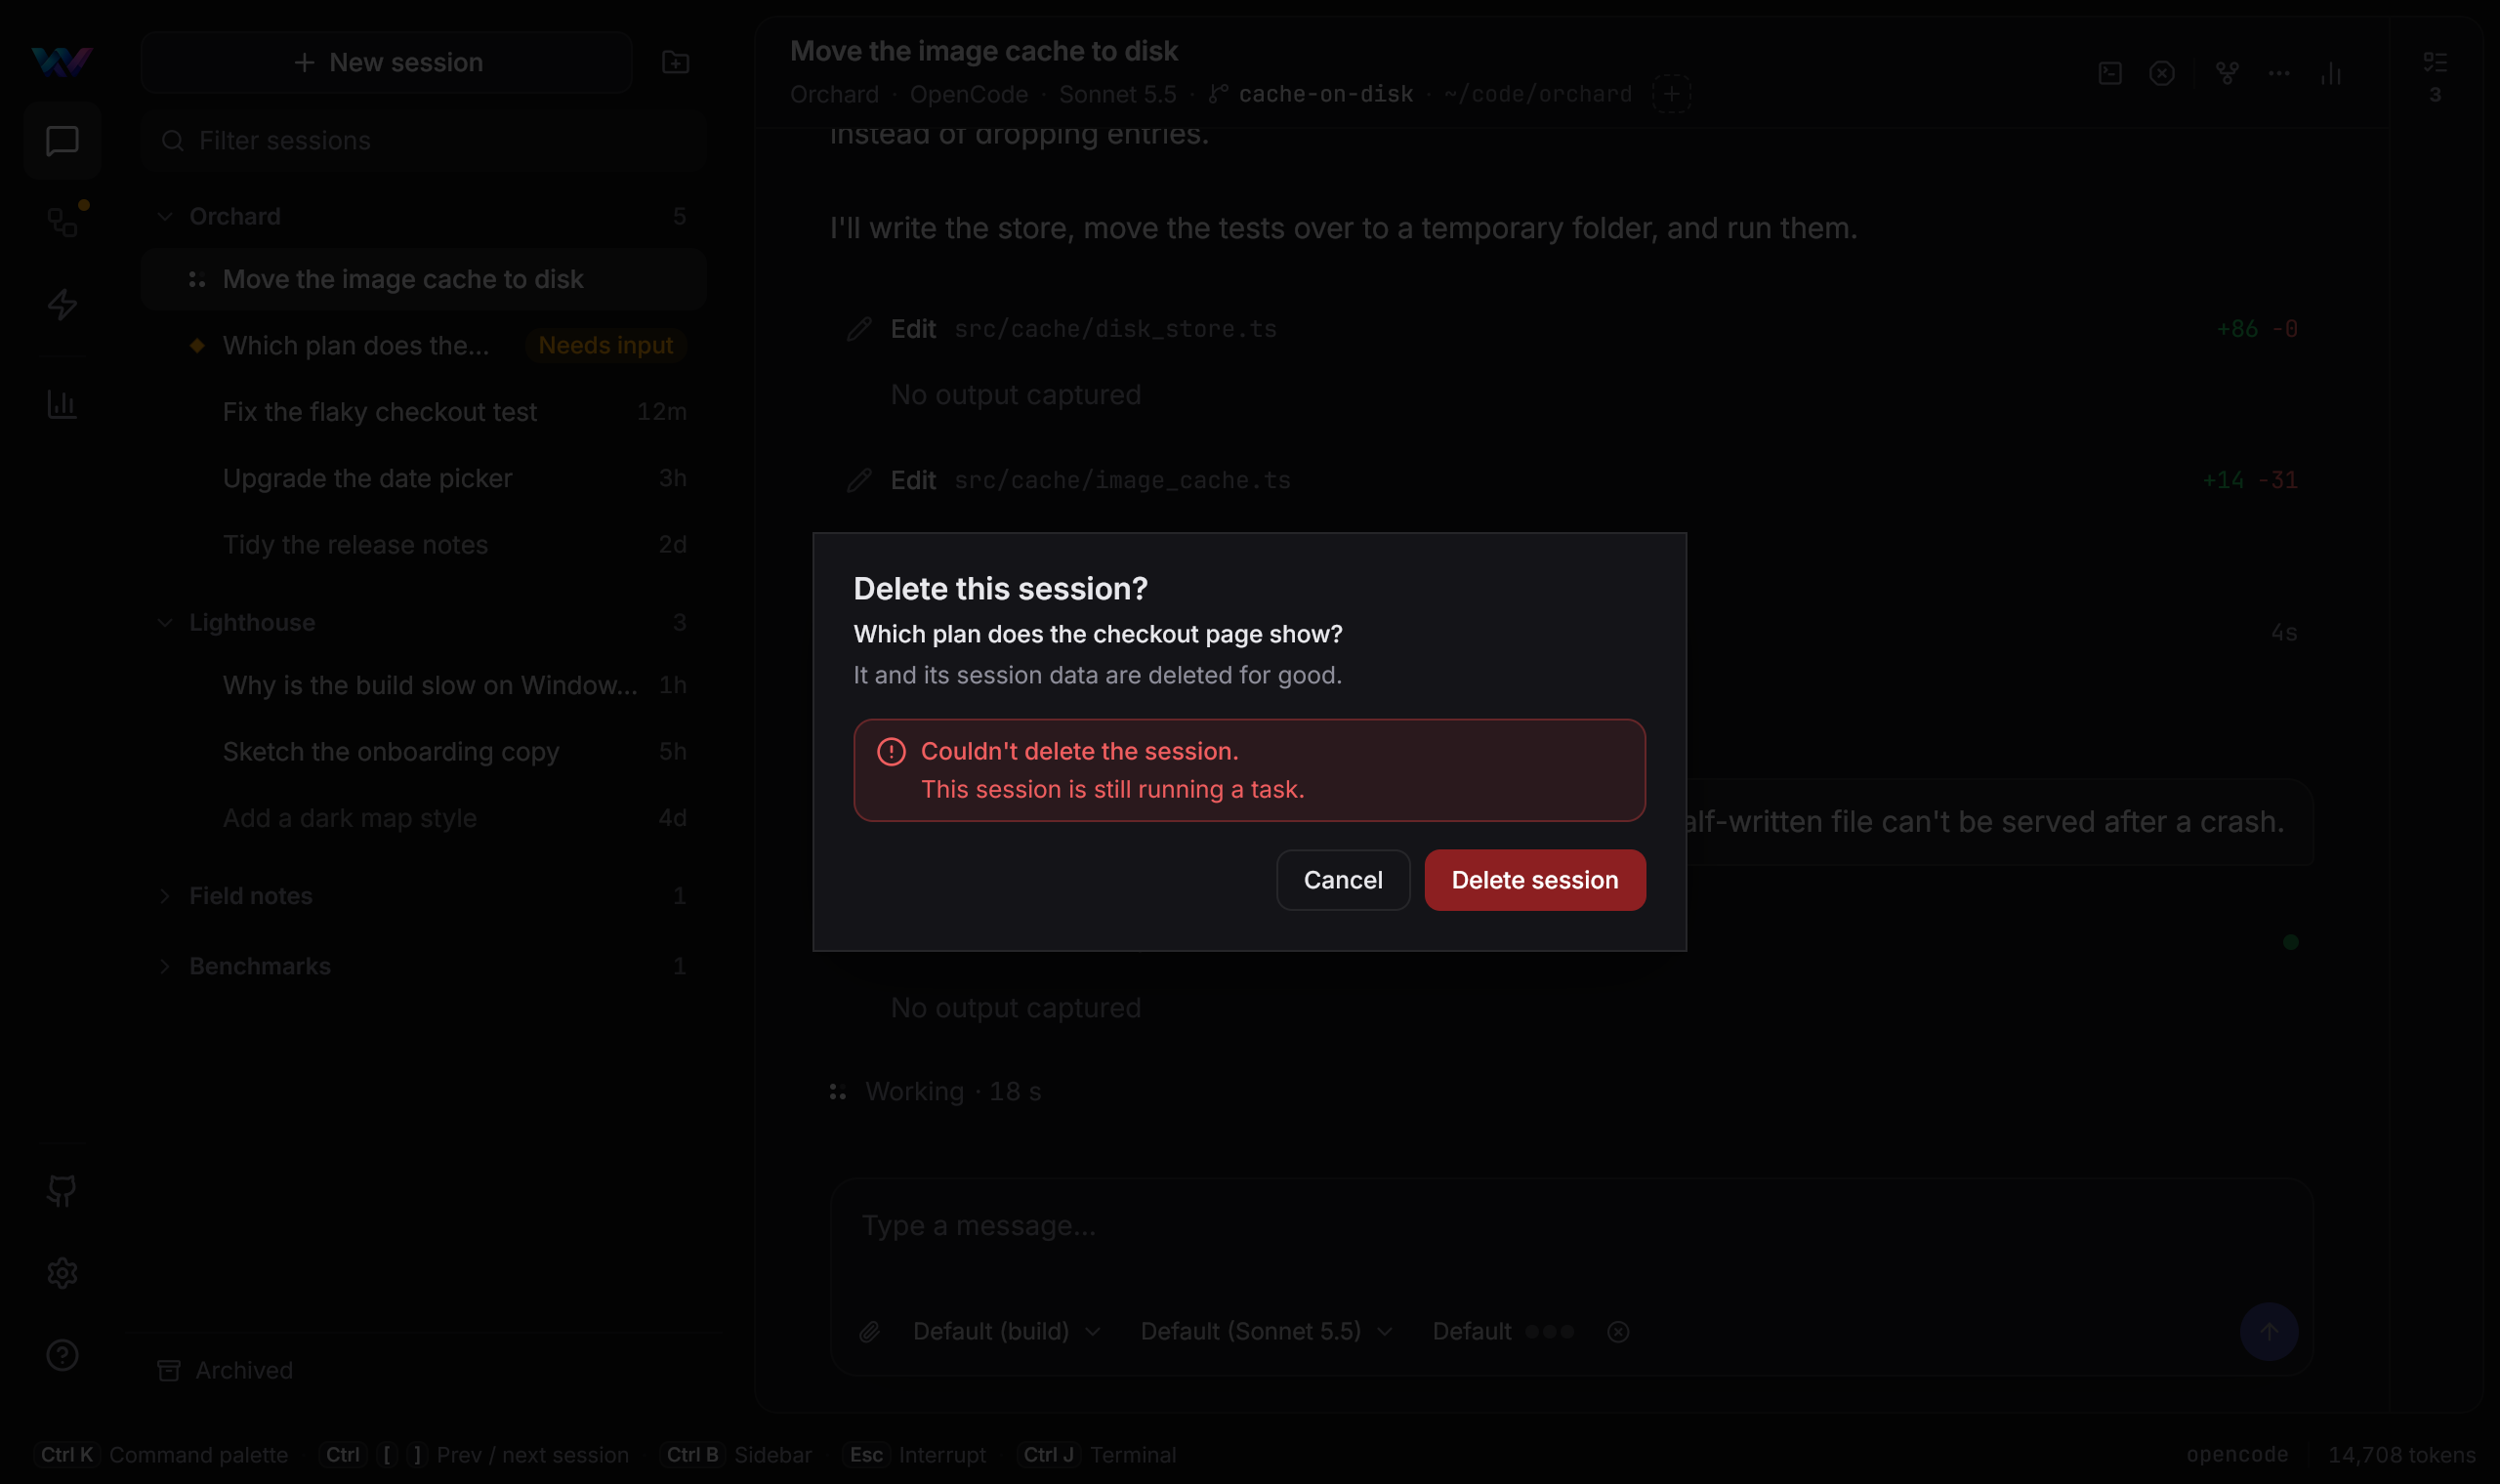 New session
Filter sessions
Orchard 5
Move the image cache to disk
Which plan does the... Needs input
Fix the flaky checkout test 12m
Upgrade the date picker 3h
Tidy the release notes 2d
Lighthouse 3
Why is the build slow on Window... 1h
Sketch the onboarding copy 5h
Add a dark map style 4d
Field notes 1
Benchmarks 1
Archived
Move the image cache to disk
Orchard · OpenCode · Sonnet 5.5 · cache-on-disk · ~/code/orchard
3
instead of dropping entries.
I'll write the store, move the tests over to a temporary folder, and run them.
Edit src/cache/disk_store.ts +86 -0
No output captured
Edit src/cache/image_cache.ts +14 -31
4s
Delete this session?
Which plan does the checkout page show?
It and its session data are deleted for good.
Couldn't delete the session.
This session is still running a task.
Cancel Delete session
alf-written file can't be served after a crash.
No output captured
Working · 18 s
Type a message...
Default (build) Default (Sonnet 5.5) Default
Ctrl K Command palette Ctrl [ ] Prev / next session Ctrl B Sidebar Esc Interrupt Ctrl J Terminal opencode 14,708 tokens